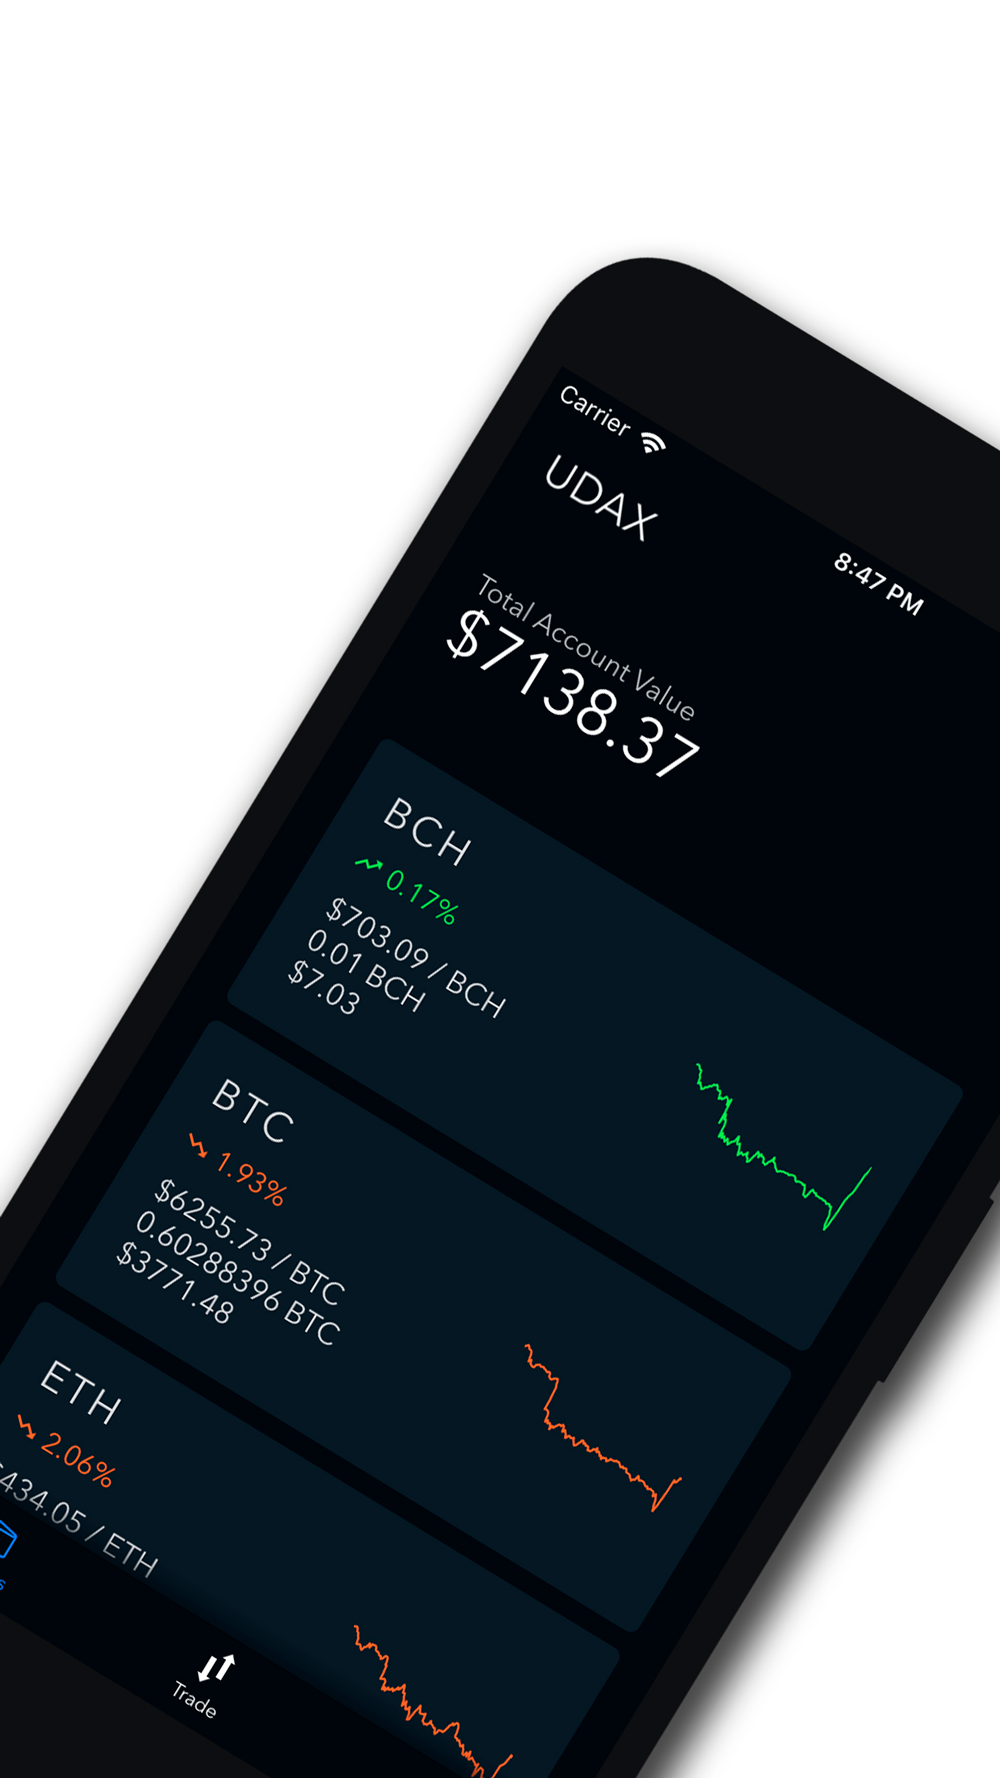 Carrier
8:47 PM
UDAX
Total Account Value
$7138.37
BCH
0.17%
$703.09 / BCH
0.01 BCH
$7.03
BTC
1.93%
$6255.73 / BTC
0.60288396 BTC
$3771.48
ETH
2.06%
434.05 / ETH
Trade